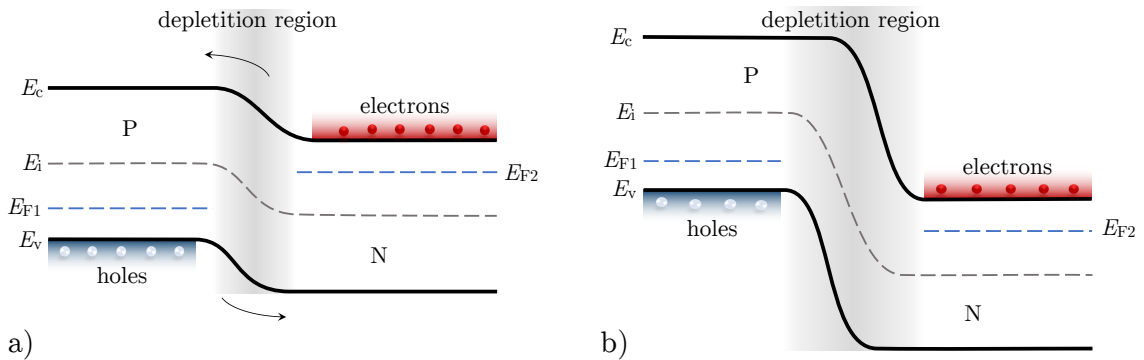 depletition region
E_c
electrons
P
E_i
E_F2
E_F1
E_v
N
holes
a)
depletition region
E_c
P
E_i
E_F1
electrons
E_v
holes
E_F2
N
b)